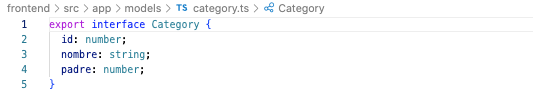 frontend > src > app > models > TS category.ts > Category
1 export interface Category {
2 id: number;
3 nombre: string;
4 padre: number;
5 }